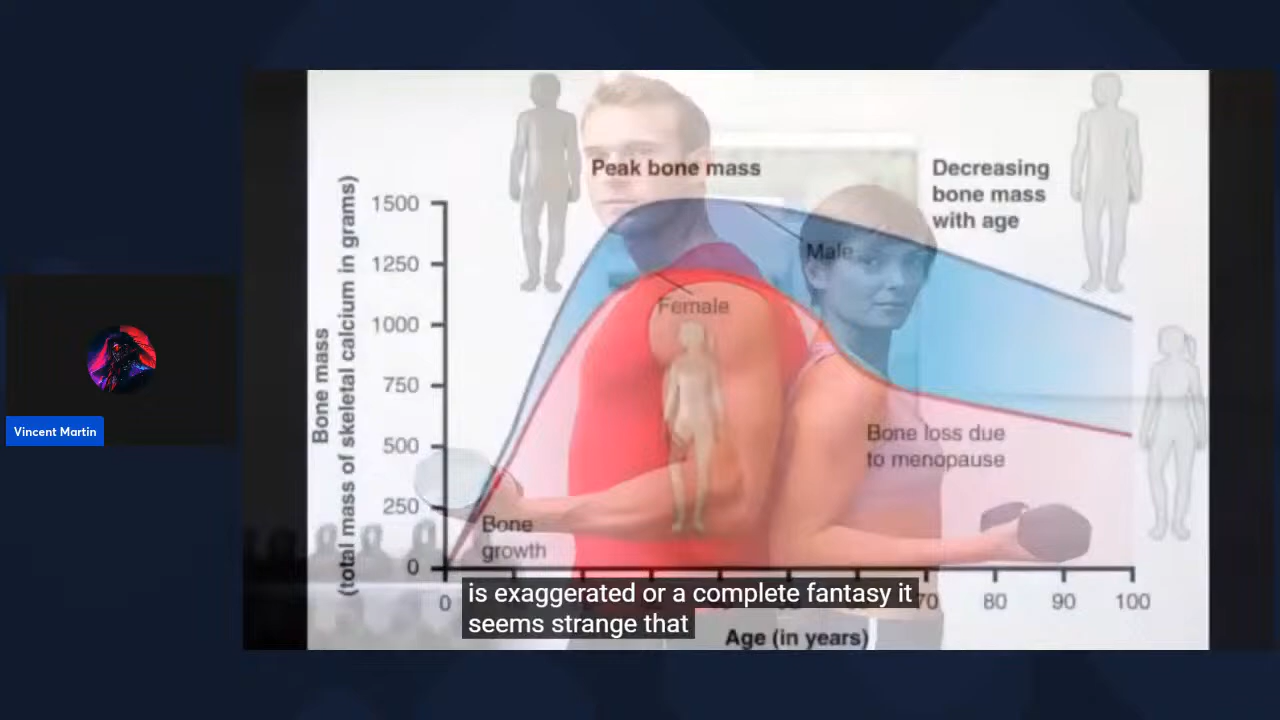 Peak bone mass
Decreasing
bone mass
with age
1500
1250
1000
750
500
250
0
Bone mass
(total mass of skeletal calcium in grams)
Male
Female
Bone loss due
to menopause
Bone
growth
0
70
80
90
100
Age (in years)
is exaggerated or a complete fantasy it
seems strange that
Vincent Martin